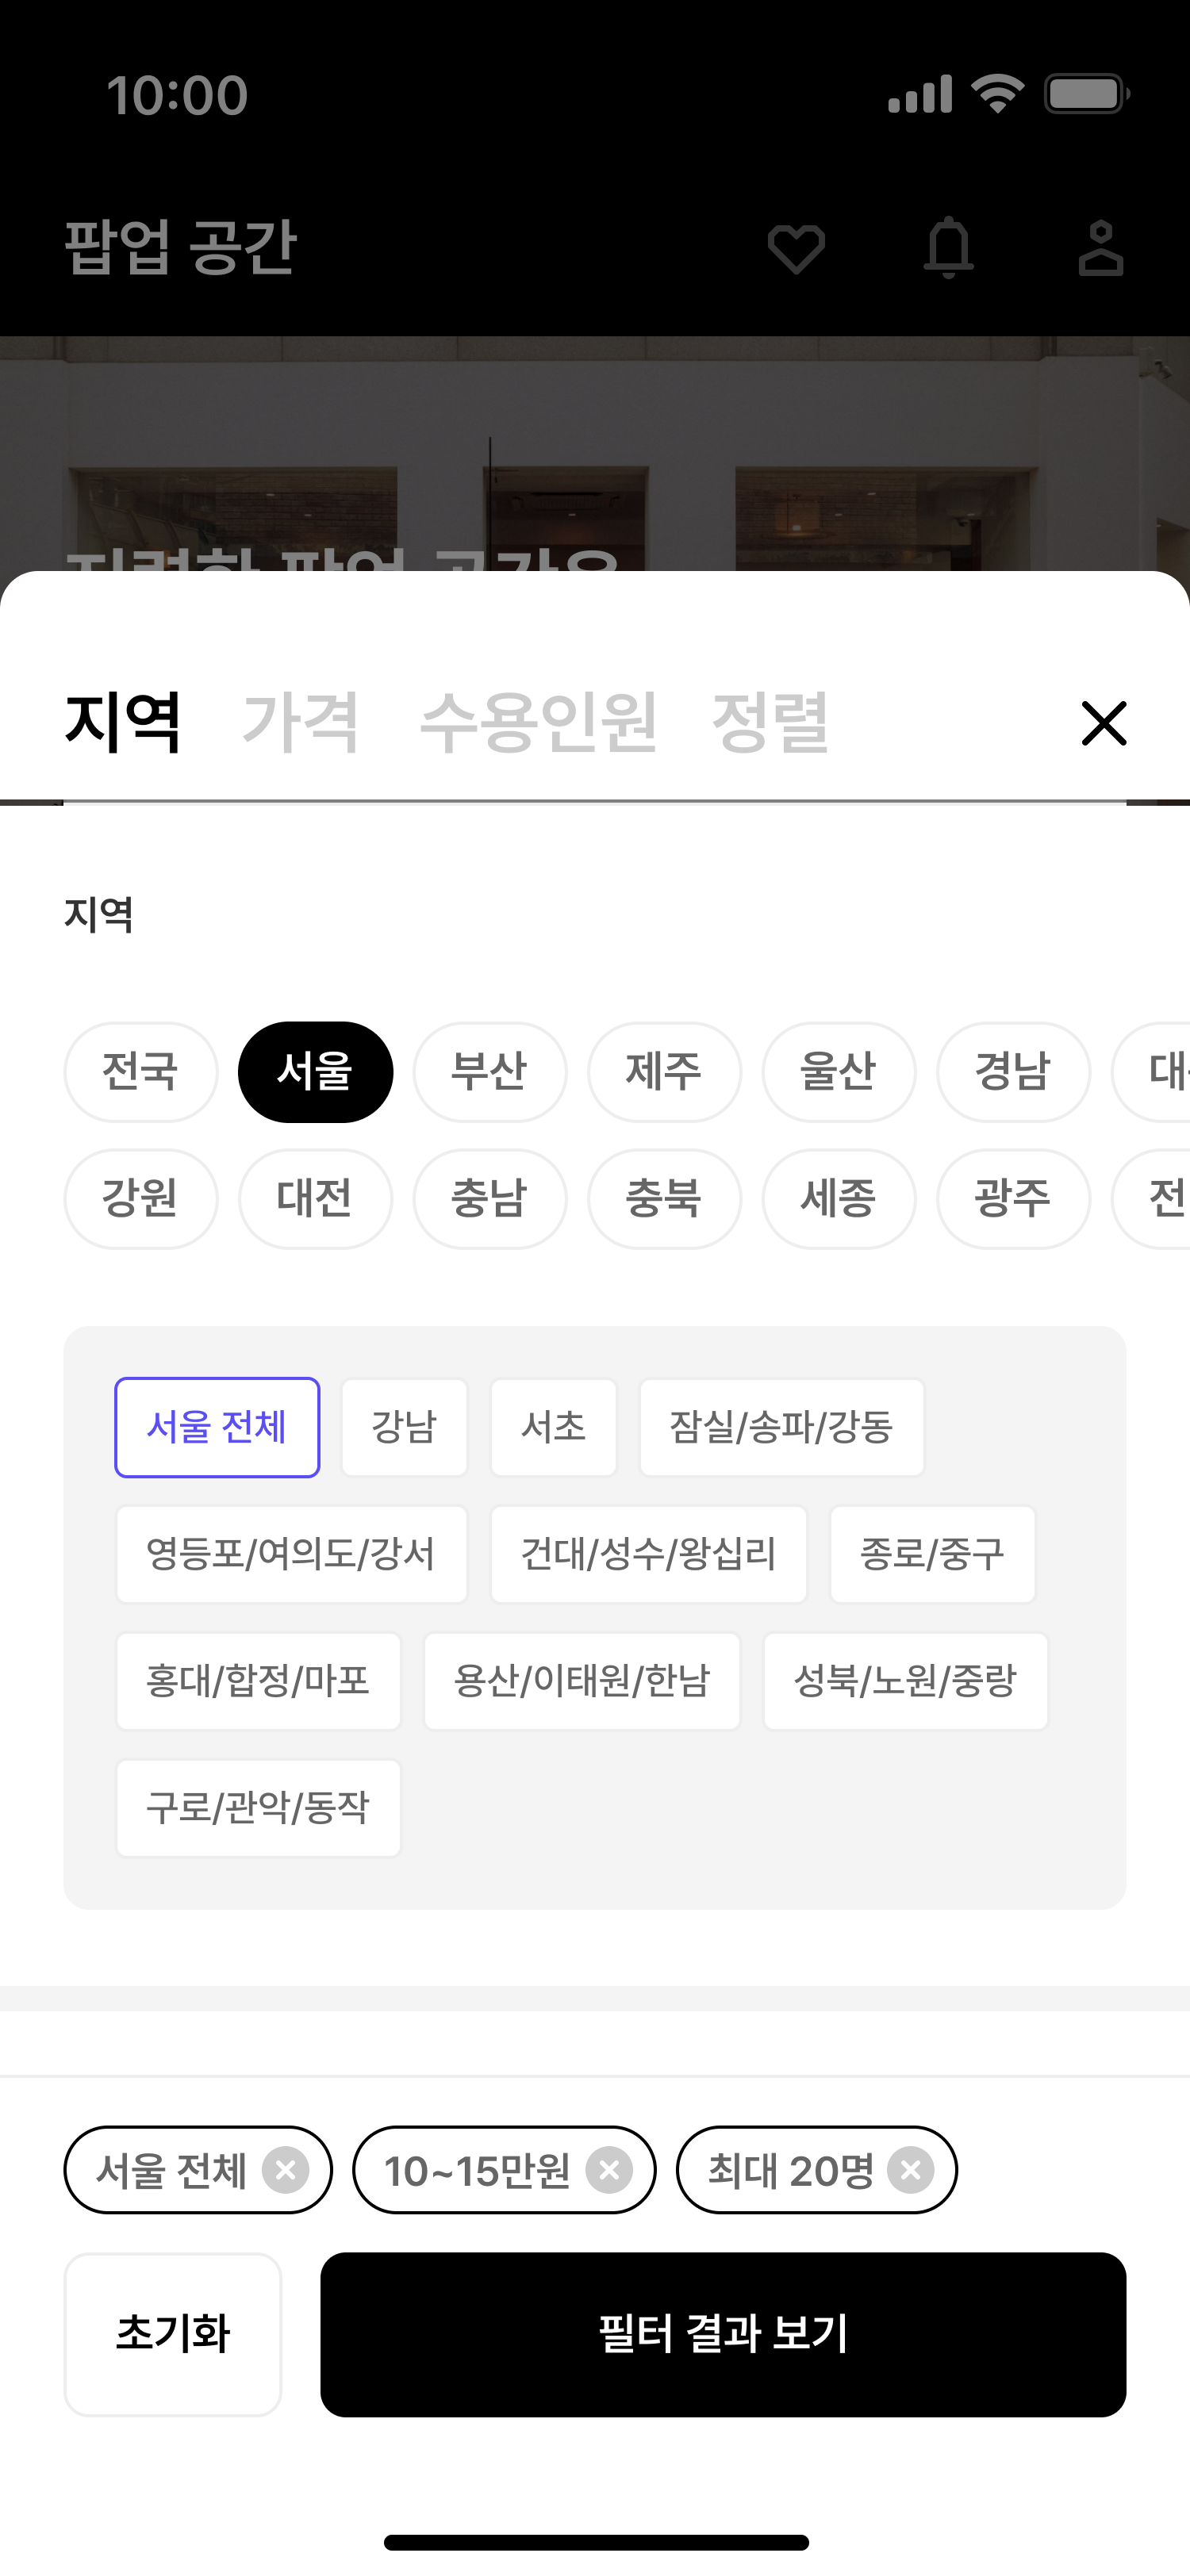 10:00
팝업 공간
지역 가격 수용인원 정렬
지역
전국 서울 부산 제주 울산 경남
강원 대전 충남 충북 세종 광주 전
서울 전체 강남 서초 잠실/송파/강동
영등포/여의도/강서 건대/성수/왕십리 종로/중구
홍대/합정/마포 용산/이태원/한남 성북/노원/중랑
구로/관악/동작
서울 전체 10~15만원 최대 20명
초기화 필터 결과 보기